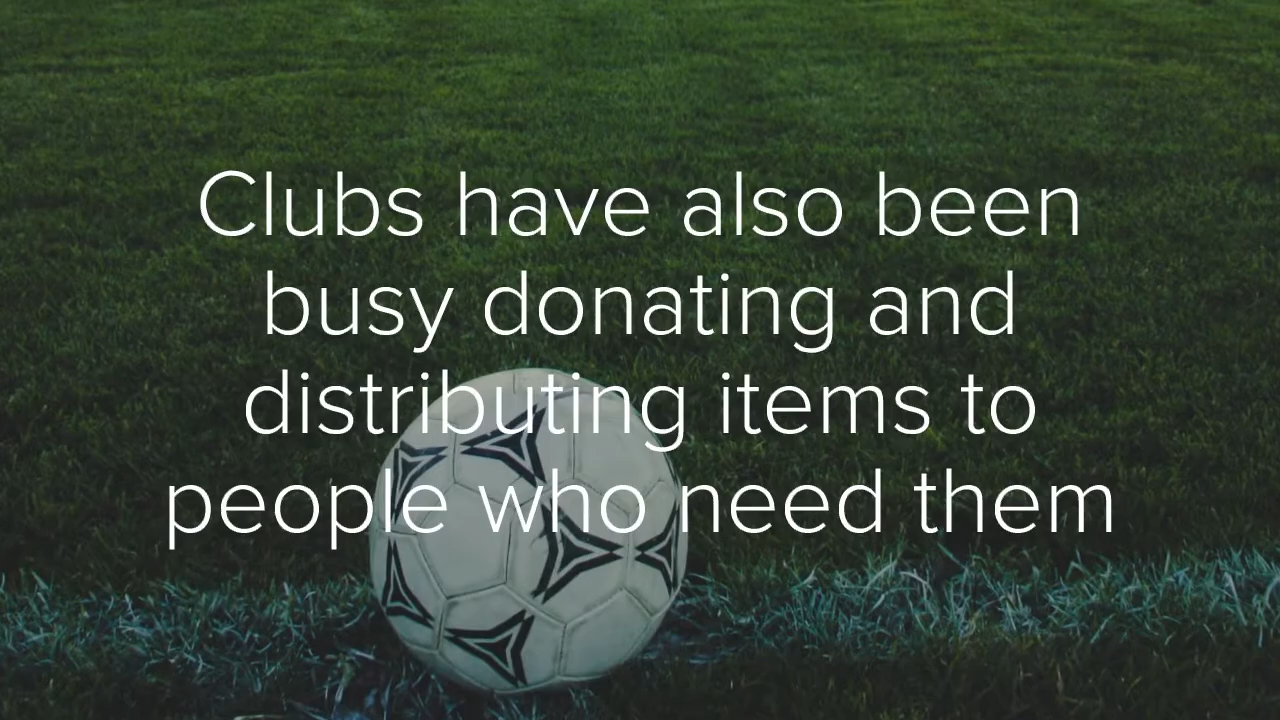 Clubs have also been
busy donating and
distributing items to
people who need them